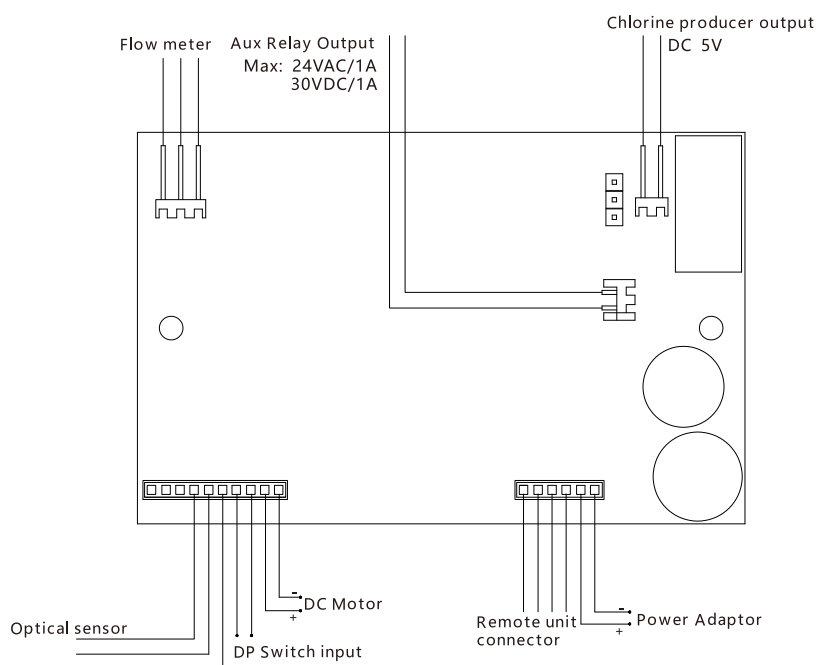 Chlorine producer output
DC 5V
Flow meter
Aux Relay Output
Max: 24VAC/1A
30VDC/1A
-
DC Motor
+
Optical sensor
DP Switch input
Remote unit
connector
-
Power Adaptor
+